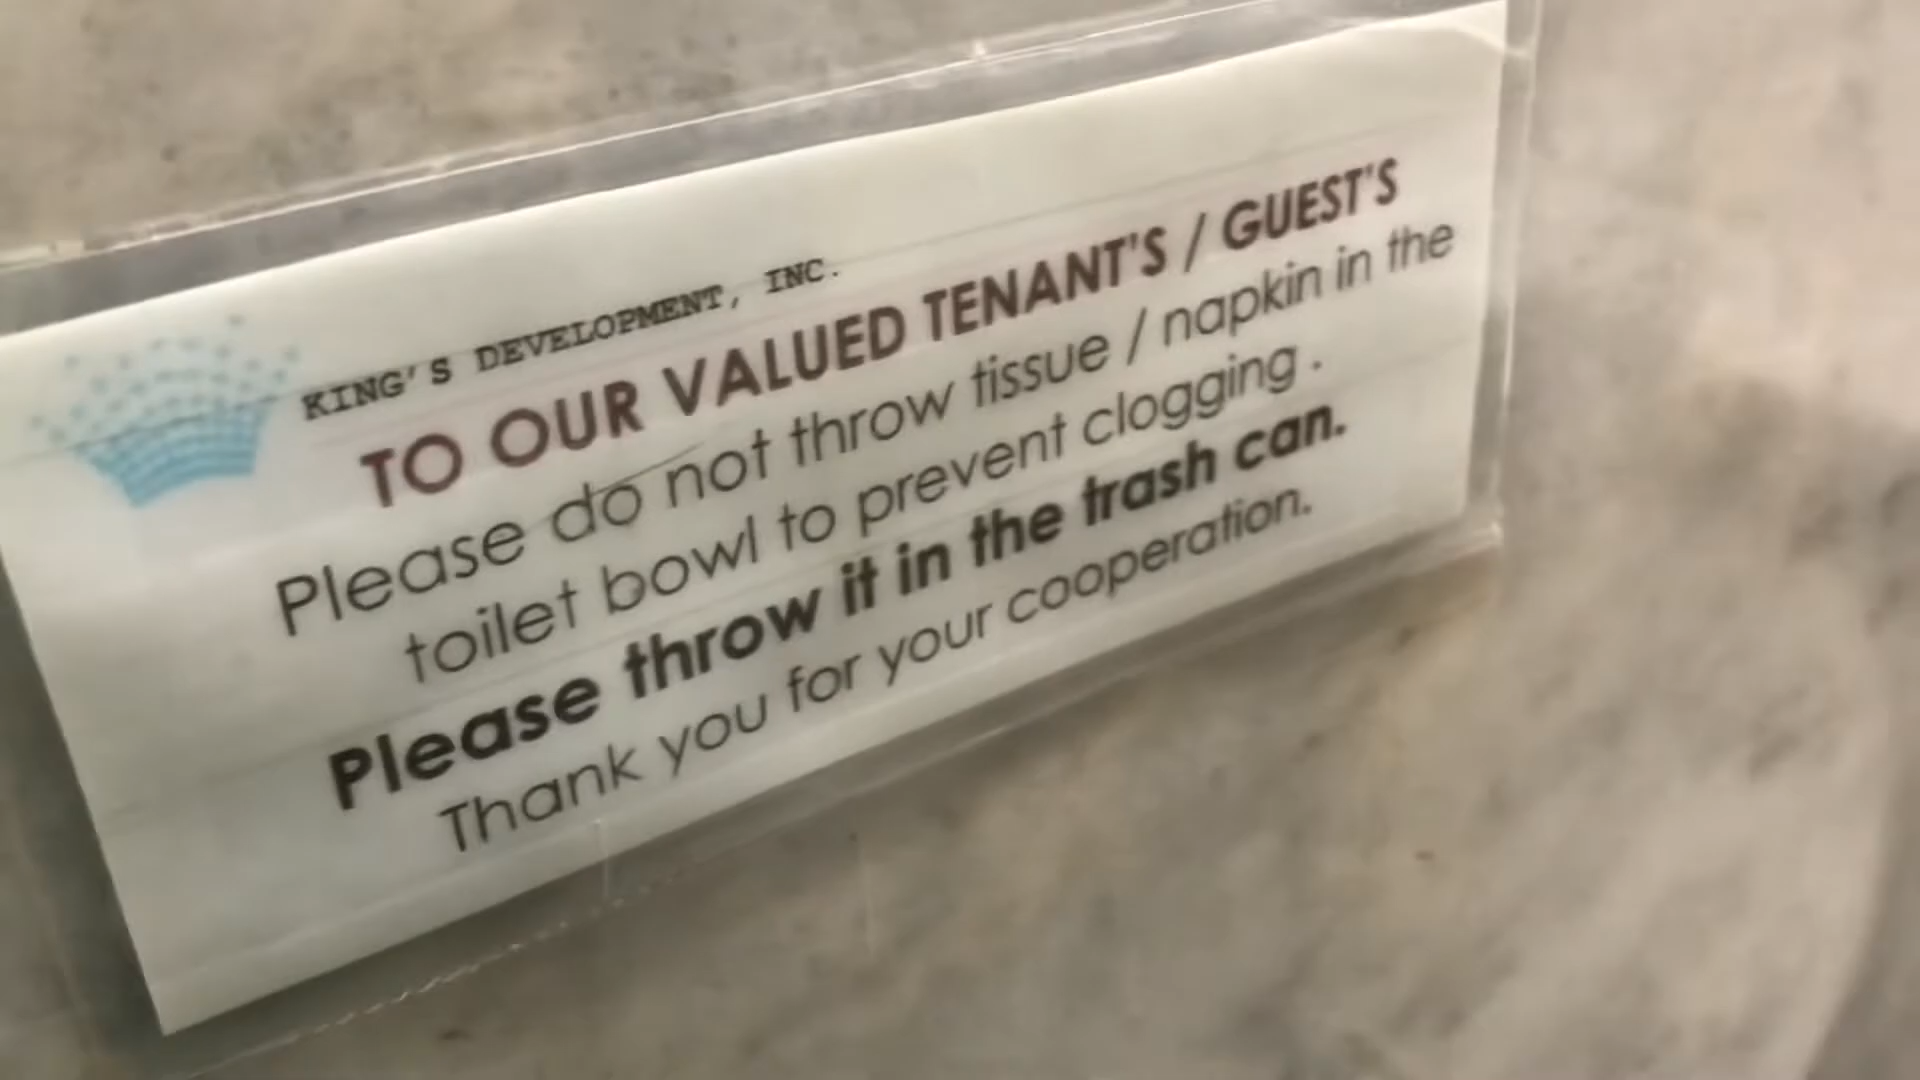 KING'S DEVELOPMENT, INC.
TO OUR VALUED TENANT'S / GUEST'S
Please do not throw tissue / napkin in the
toilet bowl to prevent clogging .
Please throw it in the trash can.
Thank you for your cooperation.